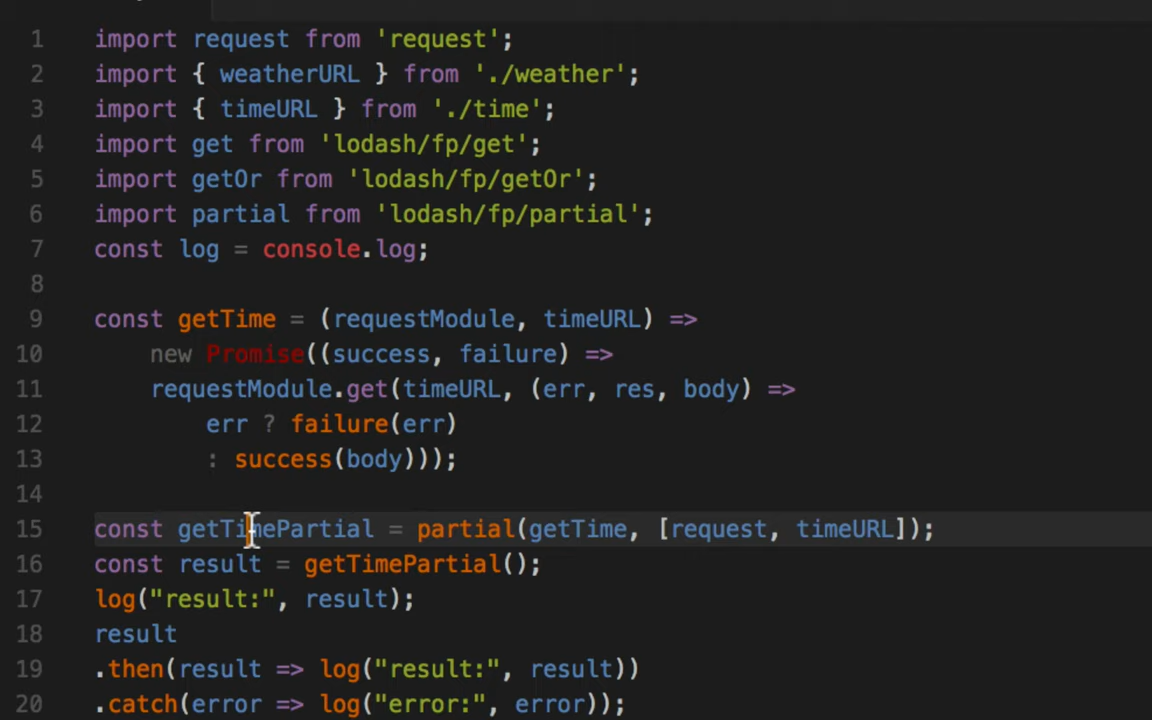 1 import request from 'request';
2 import { weatherURL } from './weather';
3 import { timeURL } from './time';
4 import get from 'lodash/fp/get';
5 import getOr from 'lodash/fp/getOr';
6 import partial from 'lodash/fp/partial';
7 const log = console.log;
8
9 const getTime = (requestModule, timeURL) =>
10 new Promise((success, failure) =>
11 requestModule.get(timeURL, (err, res, body) =>
12 err ? failure(err)
13 : success(body)));
14
15 const getTimePartial = partial(getTime, [request, timeURL]);
16 const result = getTimePartial();
17 log("result:", result);
18 result
19 .then(result => log("result:", result))
20 .catch(error => log("error:", error));